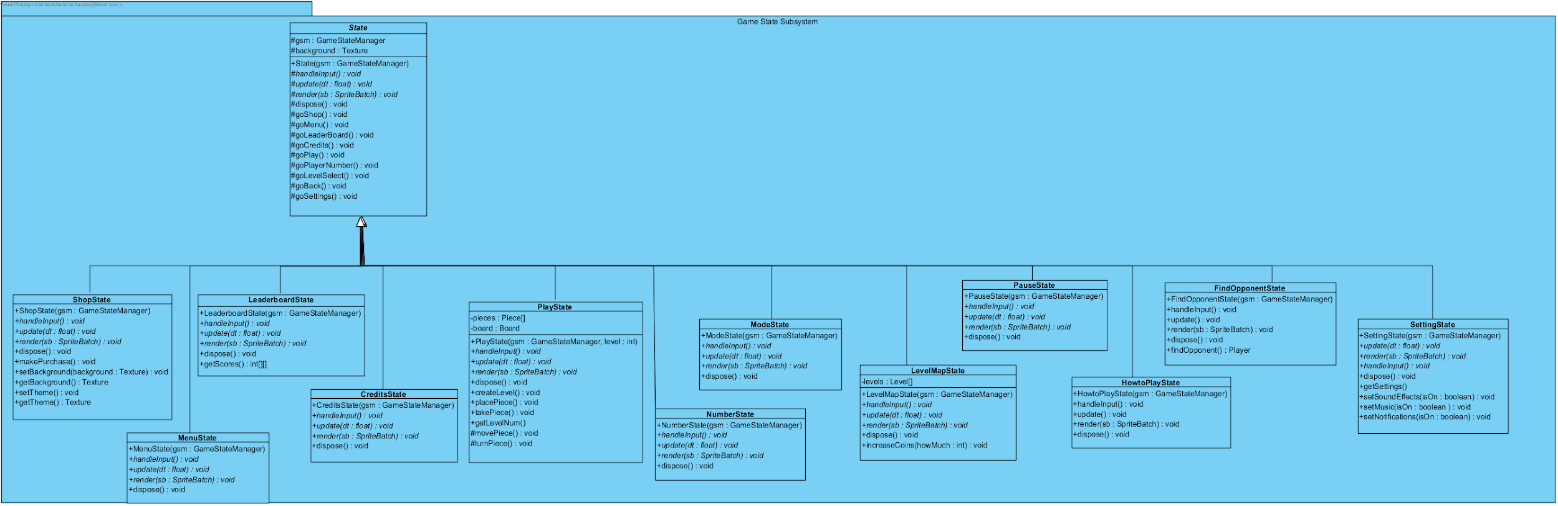 Game State Subsystem
State
#gsm : GameStateManager
#background : Texture
+State(gsm : GameStateManager)
#handleInput() : void
#update(dt : float) : void
#render(sb : SpriteBatch) : void
#dispose() : void
#goShop() : void
#goMenu() : void
#goLeaderBoard() : void
#goCredits() : void
#goPlay() : void
#goPlayerNumber() : void
#goLevelSelect() : void
#goBack() : void
#goSettings() : void
ShopState
+ShopState(gsm : GameStateManager)
+handleInput() : void
+update(dt : float) : void
+render(sb : SpriteBatch) : void
+dispose() : void
+makePurchase() : void
+setBackground(background : Texture) : void
+getBackground() : Texture
+setTheme() : void
+getTheme() : Texture
MenuState
+MenuState(gsm : GameStateManager)
+handleInput() : void
+update(dt : float) : void
+render(sb : SpriteBatch) : void
+dispose() : void
LeaderboardState
+LeaderboardState(gsm : GameStateManager)
+handleInput() : void
+update(dt : float) : void
+render(sb : SpriteBatch) : void
+dispose() : void
+getScores() : int[][]
CreditsState
+CreditsState(gsm : GameStateManager)
+handleInput() : void
+update(dt : float) : void
+render(sb : SpriteBatch) : void
+dispose() : void
PlayState
-pieces : Piece[]
-board : Board
+PlayState(gsm : GameStateManager, level : int)
+handleInput() : void
+update(dt : float) : void
+render(sb : SpriteBatch) : void
+dispose() : void
+createLevel() : void
+placePiece() : void
+takePiece() : void
+getLevelNum()
#movePiece() : void
#turnPiece() : void
NumberState
+NumberState(gsm : GameStateManager)
+handleInput() : void
+update(dt : float) : void
+render(sb : SpriteBatch) : void
+dispose() : void
ModeState
+ModeState(gsm : GameStateManager)
+handleInput() : void
+update(dt : float) : void
+render(sb : SpriteBatch) : void
+dispose() : void
LevelMapState
-levels : Level[]
+LevelMapState(gsm : GameStateManager)
+handleInput() : void
+update(dt : float) : void
+render(sb : SpriteBatch) : void
+dispose() : void
+increaseCoins(howMuch : int) : void
PauseState
+PauseState(gsm : GameStateManager)
+handleInput() : void
+update(dt : float) : void
+render(sb : SpriteBatch) : void
+dispose() : void
HowtoPlayState
+HowtoPlayState(gsm : GameStateManager)
+handleInput() : void
+update() : void
+render(sb : SpriteBatch) : void
+dispose() : void
FindOpponentState
+FindOpponentState(gsm : GameStateManager)
+handleInput() : void
+update() : void
+render(sb : SpriteBatch) : void
+dispose() : void
+findOpponent() : Player
SettingState
+SettingState(gsm : GameStateManager)
+update(dt : float) : void
+render(sb : SpriteBatch) : void
+handleInput() : void
+dispose() : void
+getSettings()
+setSoundEffects(isOn : boolean) : void
+setMusic(isOn : boolean ) : void
+setNotifications(isOn : boolean) : void